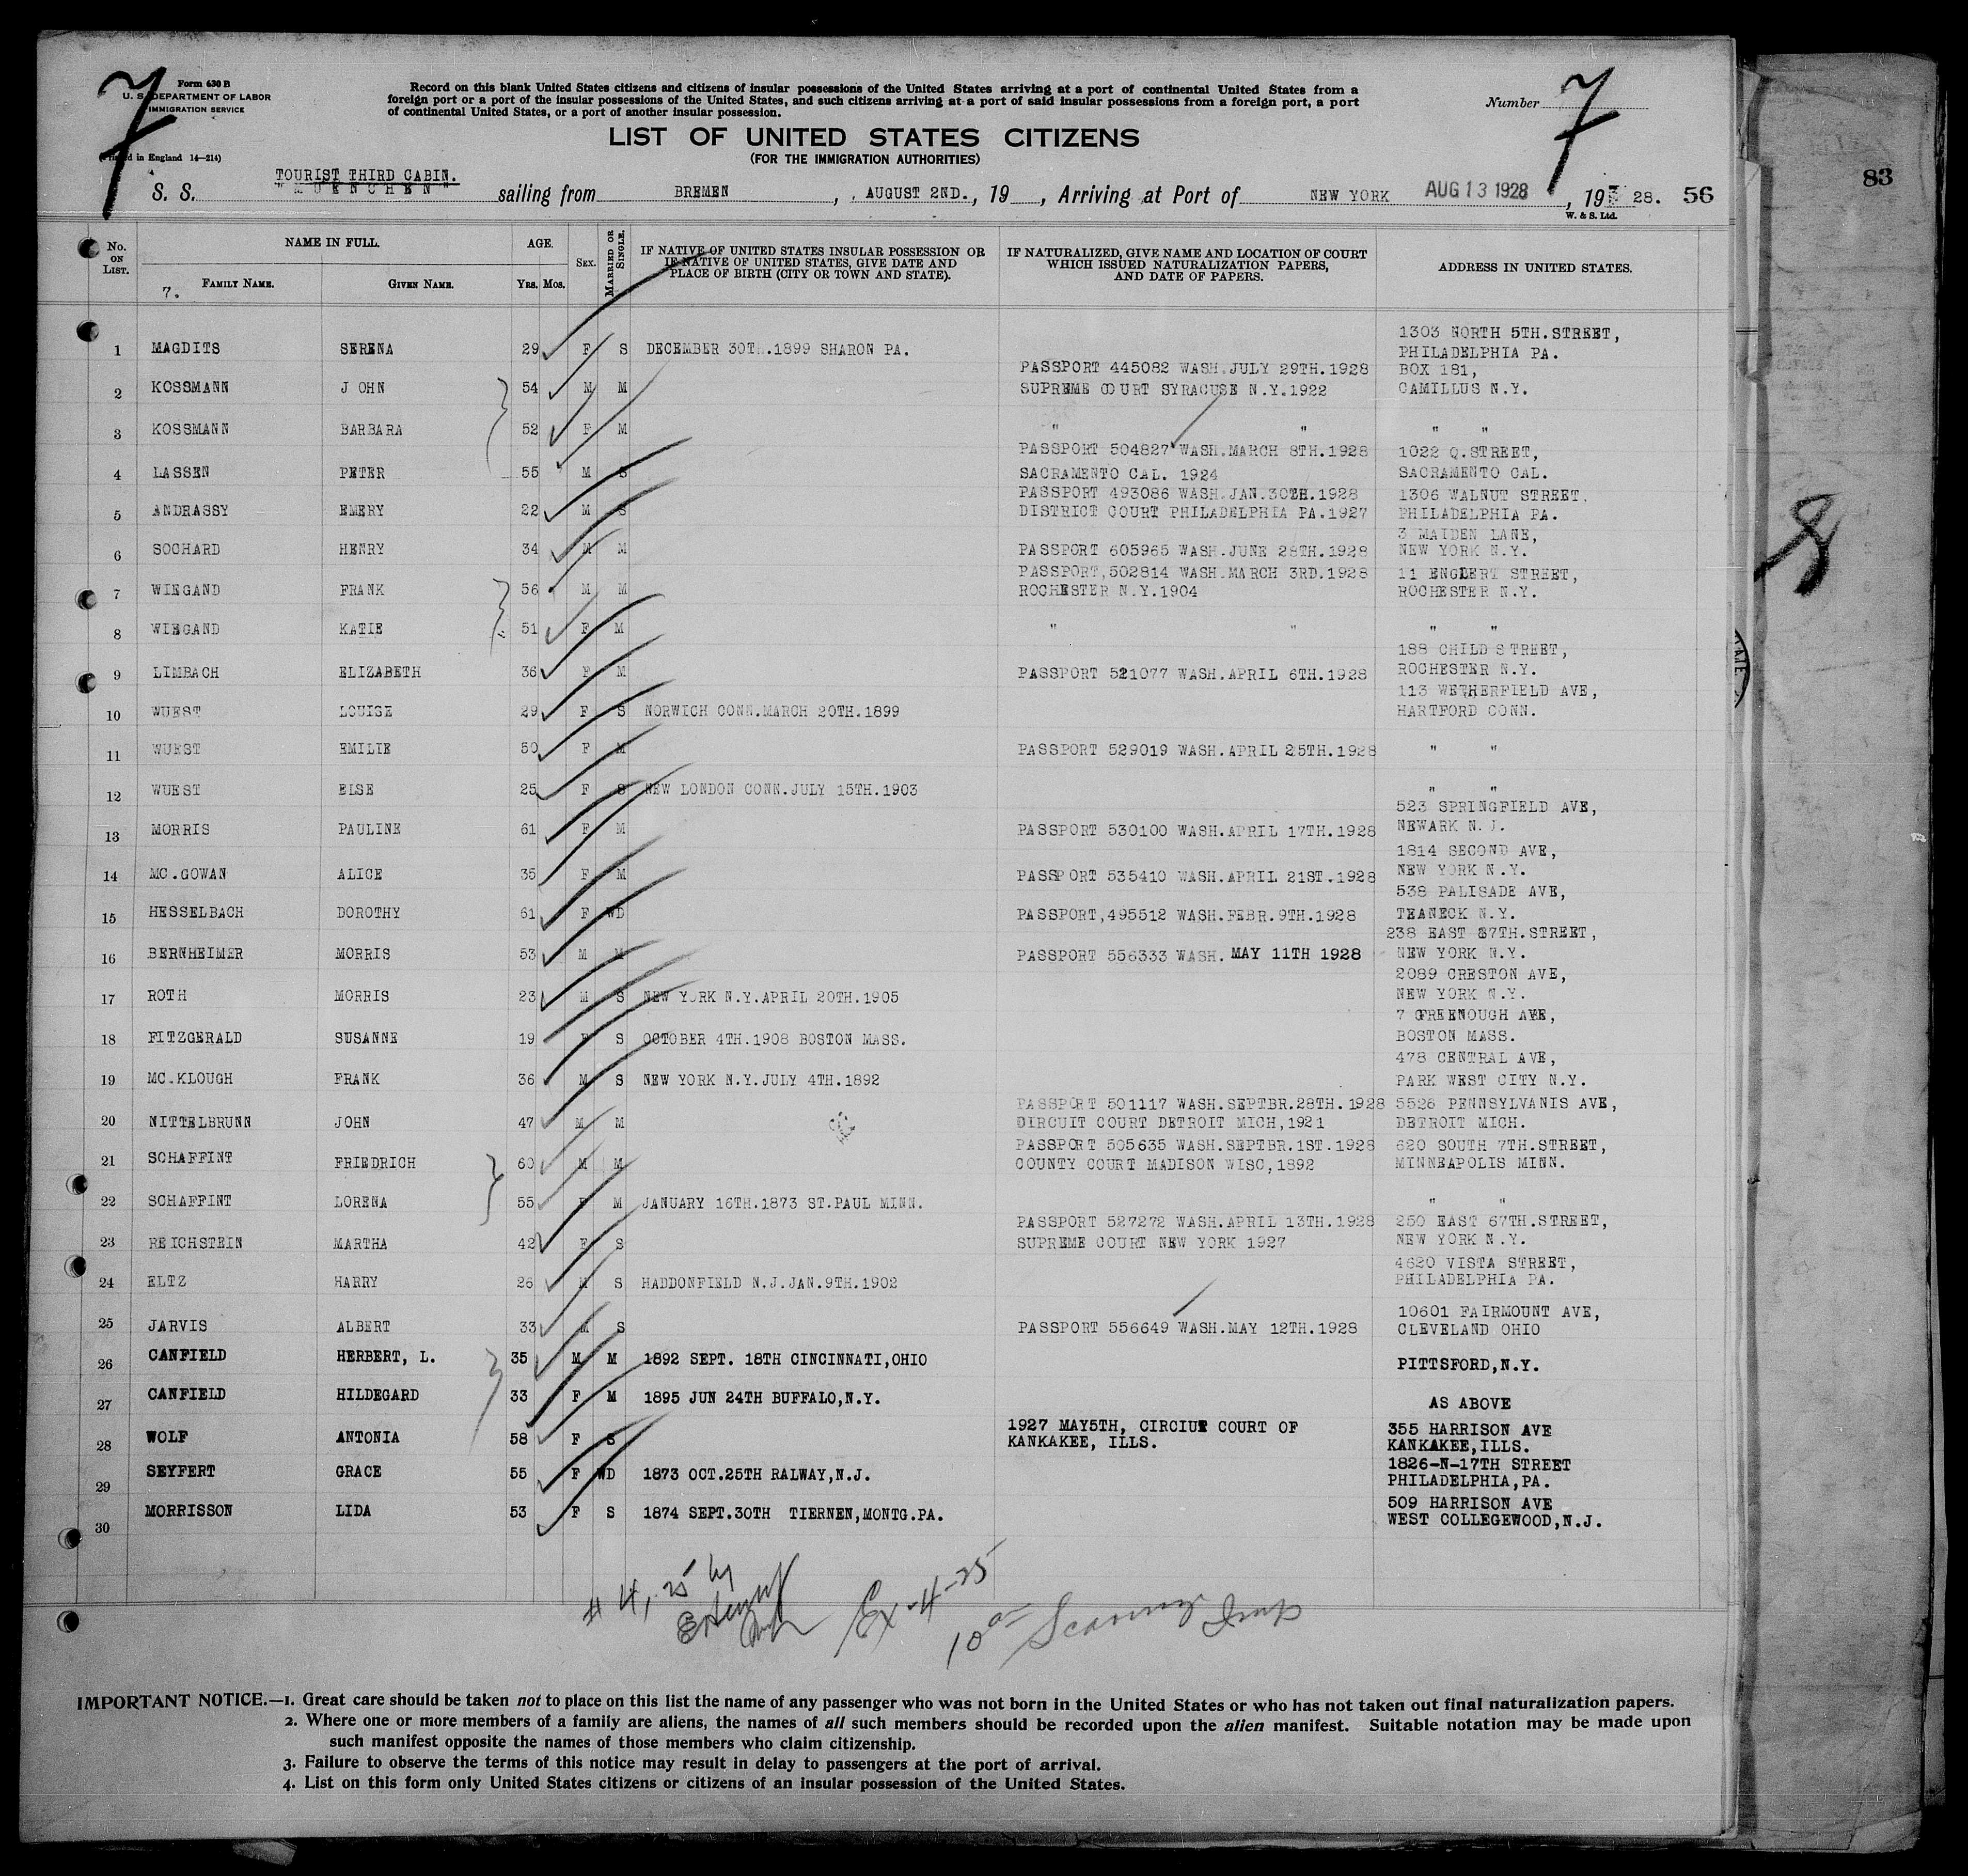 7
Form 630 B
U. S. DEPARTMENT OF LABOR
IMMIGRATION SERVICE
(Printed in England 14—214)
Record on this blank United States citizens and citizens of insular possessions of the United States arriving at a port of continental United States from a
foreign port or a port of the insular possessions of the United States, and such citizens arriving at a port of said insular possessions from a foreign port, a port
of continental United States, or a port of another insular possession.
Number 7
LIST OF UNITED STATES CITIZENS
(FOR THE IMMIGRATION AUTHORITIES)
TOURIST THIRD CABIN.
S. S. "MUENCHEN" sailing from BREMEN, AUGUST 2ND., 19 , Arriving at Port of NEW YORK AUG 13 1928, 19 28. 56
W. & S. Ltd.
83
8
No. ON LIST. NAME IN FULL. AGE. SEX. MARRIED OR SINGLE. IF NATIVE OF UNITED STATES INSULAR POSSESSION OR IF NATIVE OF UNITED STATES, GIVE DATE AND PLACE OF BIRTH (CITY OR TOWN AND STATE). IF NATURALIZED, GIVE NAME AND LOCATION OF COURT WHICH ISSUED NATURALIZATION PAPERS, AND DATE OF PAPERS. ADDRESS IN UNITED STATES.
7. FAMILY NAME. GIVEN NAME. Yrs. Mos.
1303 NORTH 5TH.STREET,
1 MAGDITS SERENA 29 F S DECEMBER 30TH.1899 SHARON PA. PHILADELPHIA PA.
PASSPORT 445082 WASH.JULY 29TH.1928 BOX 181,
2 KOSSMANN J OHN 54 M M SUPREME COURT SYRACUSE N.Y.1922 CAMILLUS N.Y.
3 KOSSMANN BARBARA 52 F M " " " "
PASSPORT 504827 WASH.MARCH 8TH.1928 1022 Q.STREET,
4 LASSEN PETER 55 M S SACRAMENTO CAL. 1924 SACRAMENTO CAL.
PASSPORT 493086 WASH.JAN.30TH.1928 1306 WALNUT STREET.
5 ANDRASSY EMERY 22 M S DISTRICT COURT PHILADELPHIA PA.1927 PHILADELPHIA PA.
3 MAIDEN LANE,
6 SOCHARD HENRY 34 M M PASSPORT 605965 WASH.JUNE 28TH.1928 NEW YORK N.Y.
PASSPORT,502814 WASH.MARCH 3RD.1928 11 ENGLERT STREET,
7 WIEGAND FRANK 56 M M ROCHESTER N.Y.1904 ROCHESTER N.Y.
8 WIEGAND KATIE 51 F M " " " "
188 CHILD STREET,
9 LIMBACH ELIZABETH 36 F M PASSPORT 521077 WASH.APRIL 6TH.1928 ROCHESTER N.Y.
113 WETHERFIELD AVE,
10 WUEST LOUISE 29 F S NORWICH CONN.MARCH 20TH.1899 HARTFORD CONN.
11 WUEST EMILIE 50 F M PASSPORT 529019 WASH.APRIL 25TH.1928 " "
12 WUEST ELSE 25 F S NEW LONDON CONN.JULY 15TH.1903 " "
523 SPRINGFIELD AVE,
13 MORRIS PAULINE 61 F M PASSPORT 530100 WASH.APRIL 17TH.1928 NEWARK N.J.
1814 SECOND AVE,
14 MC.GOWAN ALICE 35 F M PASSPORT 535410 WASH.APRIL 21ST.1928 NEW YORK N.Y.
538 PALISADE AVE,
15 HESSELBACH DOROTHY 61 F WD PASSPORT,495512 WASH.FEBR.9TH.1928 TEANECK N.Y.
238 EAST 87TH.STREET,
16 BERNHEIMER MORRIS 53 M M PASSPORT 556333 WASH. MAY 11TH 1928 NEW YORK N.Y.
2089 CRESTON AVE,
17 ROTH MORRIS 23 M S NEW YORK N.Y.APRIL 20TH.1905 NEW YORK N.Y.
7 GREENOUGH AVE,
18 FITZGERALD SUSANNE 19 F S OCTOBER 4TH.1908 BOSTON MASS. BOSTON MASS.
478 CENTRAL AVE,
19 MC.KLOUGH FRANK 36 M S NEW YORK N.Y.JULY 4TH.1892 PARK WEST CITY N.Y.
PASSPORT 501117 WASH.SEPTBR.28TH.1928 5526 PENNSYLVANIS AVE,
20 NITTELBRUNN JOHN 47 M M CIRCUIT COURT DETROIT MICH,1921 DETROIT MICH.
PASSPORT 505635 WASH.SEPTBR.1ST.1928 620 SOUTH 7TH.STREET,
21 SCHAFFINT FRIEDRICH 60 M M COUNTY COURT MADISON WISC,1892 MINNEAPOLIS MINN.
22 SCHAFFINT LORENA 55 F M JANUARY 16TH.1873 ST.PAUL MINN. " "
PASSPORT 527272 WASH.APRIL 13TH.1928 250 EAST 67TH.STREET,
23 REICHSTEIN MARTHA 42 F S SUPREME COURT NEW YORK 1927 NEW YORK N.Y.
4620 VISTA STREET,
24 ELTZ HARRY 26 M S HADDONFIELD N.J.JAN.9TH.1902 PHILADELPHIA PA.
10601 FAIRMOUNT AVE,
25 JARVIS ALBERT 33 M S PASSPORT 556649 WASH.MAY 12TH.1928 CLEVELAND OHIO
26 CANFIELD HERBERT, L. 35 M M 1892 SEPT. 18TH CINCINNATI,OHIO PITTSFORD,N.Y.
27 CANFIELD HILDEGARD 33 F M 1895 JUN 24TH BUFFALO,N.Y. AS ABOVE
1927 MAY5TH, CIRCIUT COURT OF 355 HARRISON AVE
28 WOLF ANTONIA 58 F S KANKAKEE, ILLS. KANKAKEE,ILLS.
1826-N-17TH STREET
29 SEYFERT GRACE 55 F WD 1873 OCT.25TH RALWAY,N.J. PHILADELPHIA,PA.
509 HARRISON AVE
30 MORRISSON LIDA 53 F S 1874 SEPT.30TH TIERNEN,MONTG.PA. WEST COLLEGEWOOD,N.J.
# 4, 25 by
Ex-4-25
IMPORTANT NOTICE.—1. Great care should be taken not to place on this list the name of any passenger who was not born in the United States or who has not taken out final naturalization papers.
2. Where one or more members of a family are aliens, the names of all such members should be recorded upon the alien manifest. Suitable notation may be made upon
such manifest opposite the names of those members who claim citizenship.
3. Failure to observe the terms of this notice may result in delay to passengers at the port of arrival.
4. List on this form only United States citizens or citizens of an insular possession of the United States.